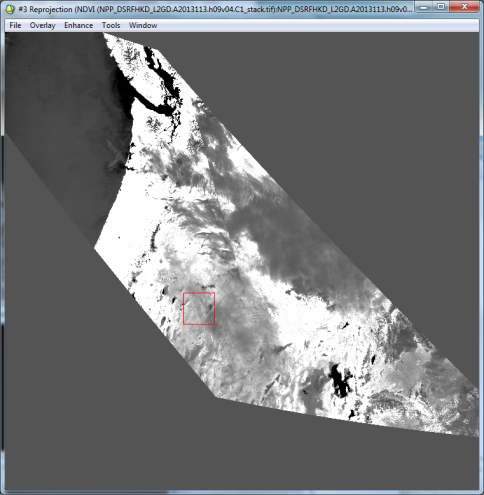 #3 Reprojection (NDVI (NPP_DSRFHKD_L2GD.A2013113.h09v04.C1_stack.tif):NPP_DSRFHKD_L2GD.A2013113.h09v0...
File Overlay Enhance Tools Window